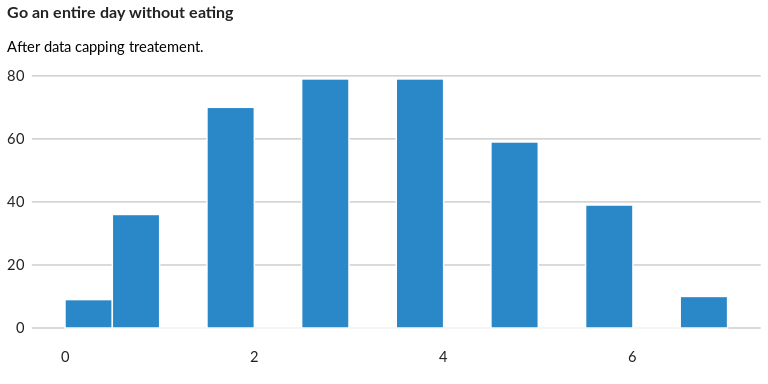 Go an entire day without eating
After data capping treatement.
80
60
40
20
0
0 2 4 6